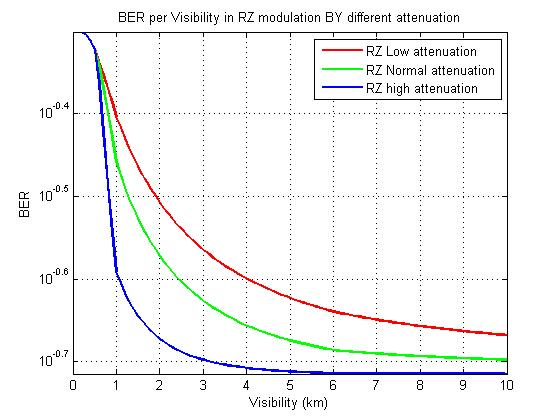 BER per Visibility in RZ modulation BY different attenuation
RZ Low attenuation
RZ Normal attenuation
RZ high attenuation
10^-0.4
10^-0.5
10^-0.6
10^-0.7
BER
0 1 2 3 4 5 6 7 8 9 10
Visibility (km)